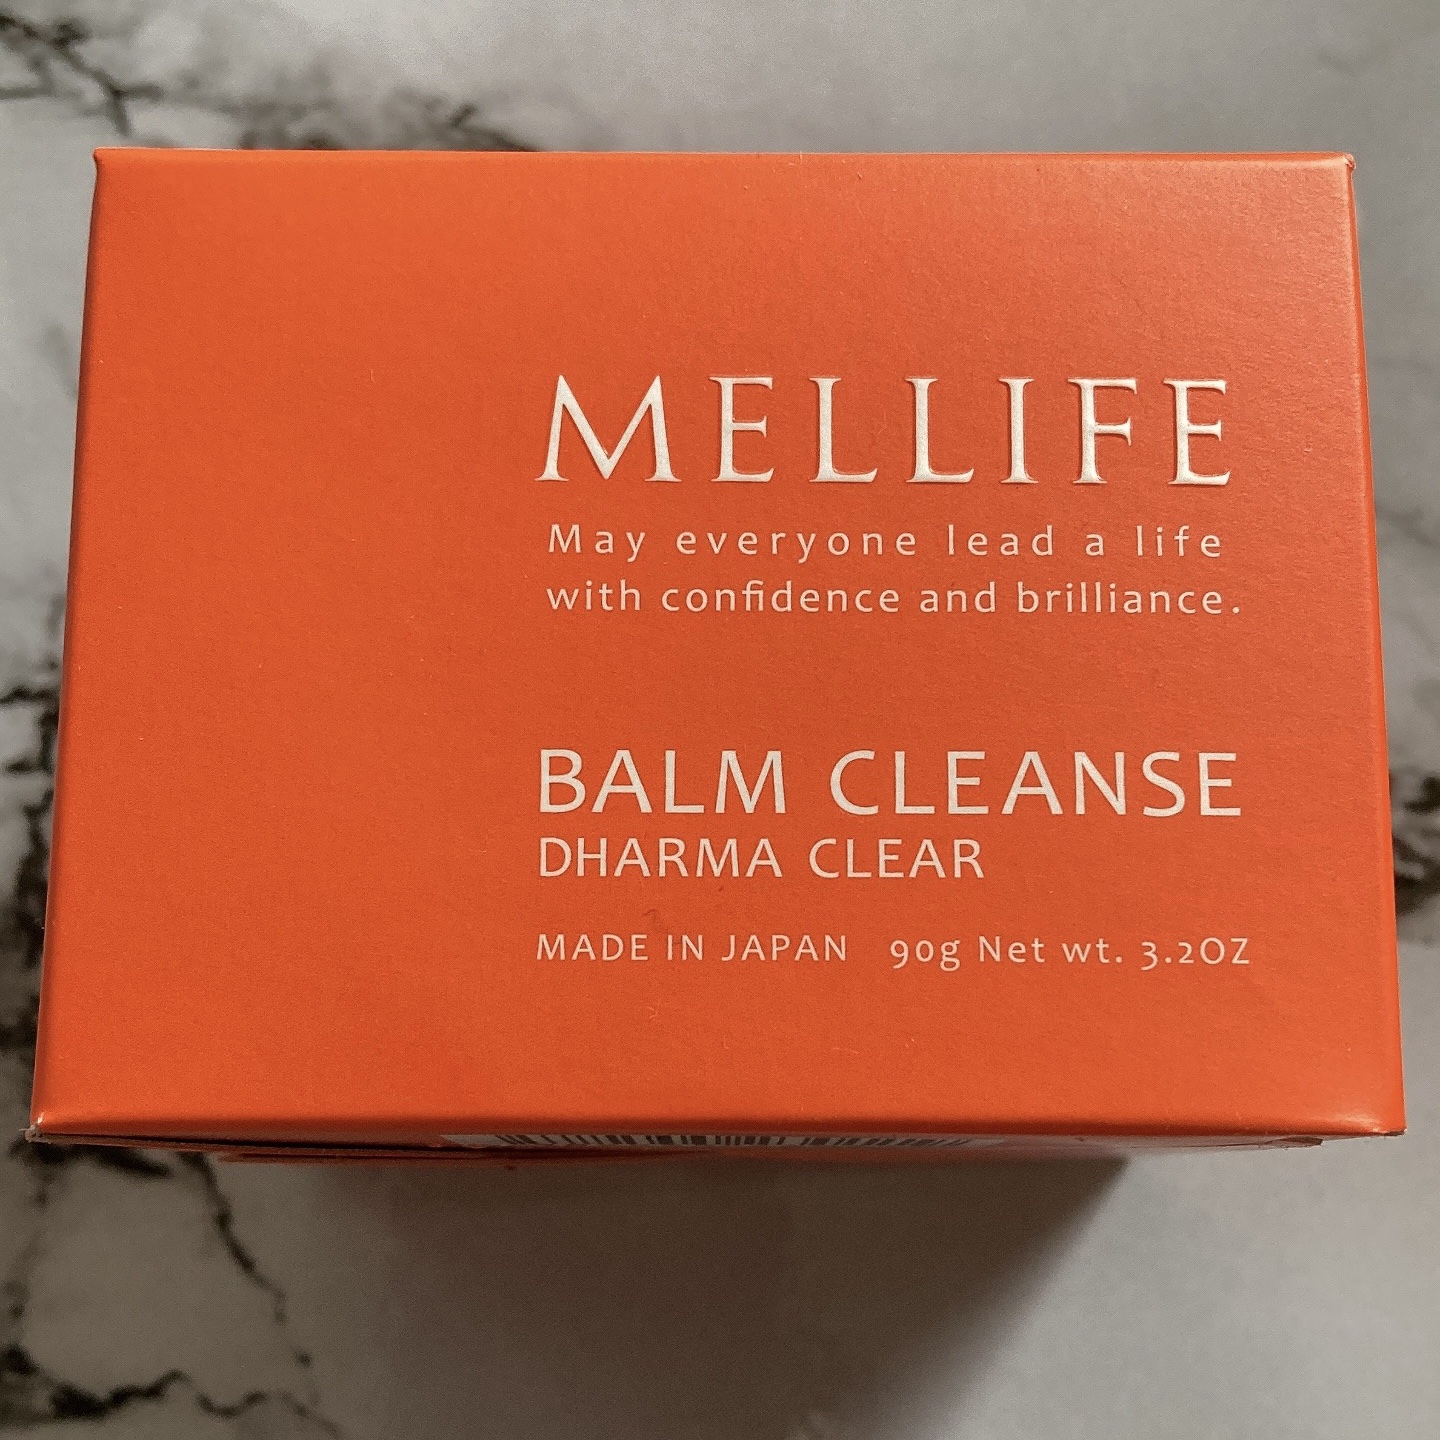 MELLIFE
May everyone lead a life
with confidence and brilliance.
BALM CLEANSE
DHARMA CLEAR
MADE IN JAPAN 90g Net wt. 3.2OZ